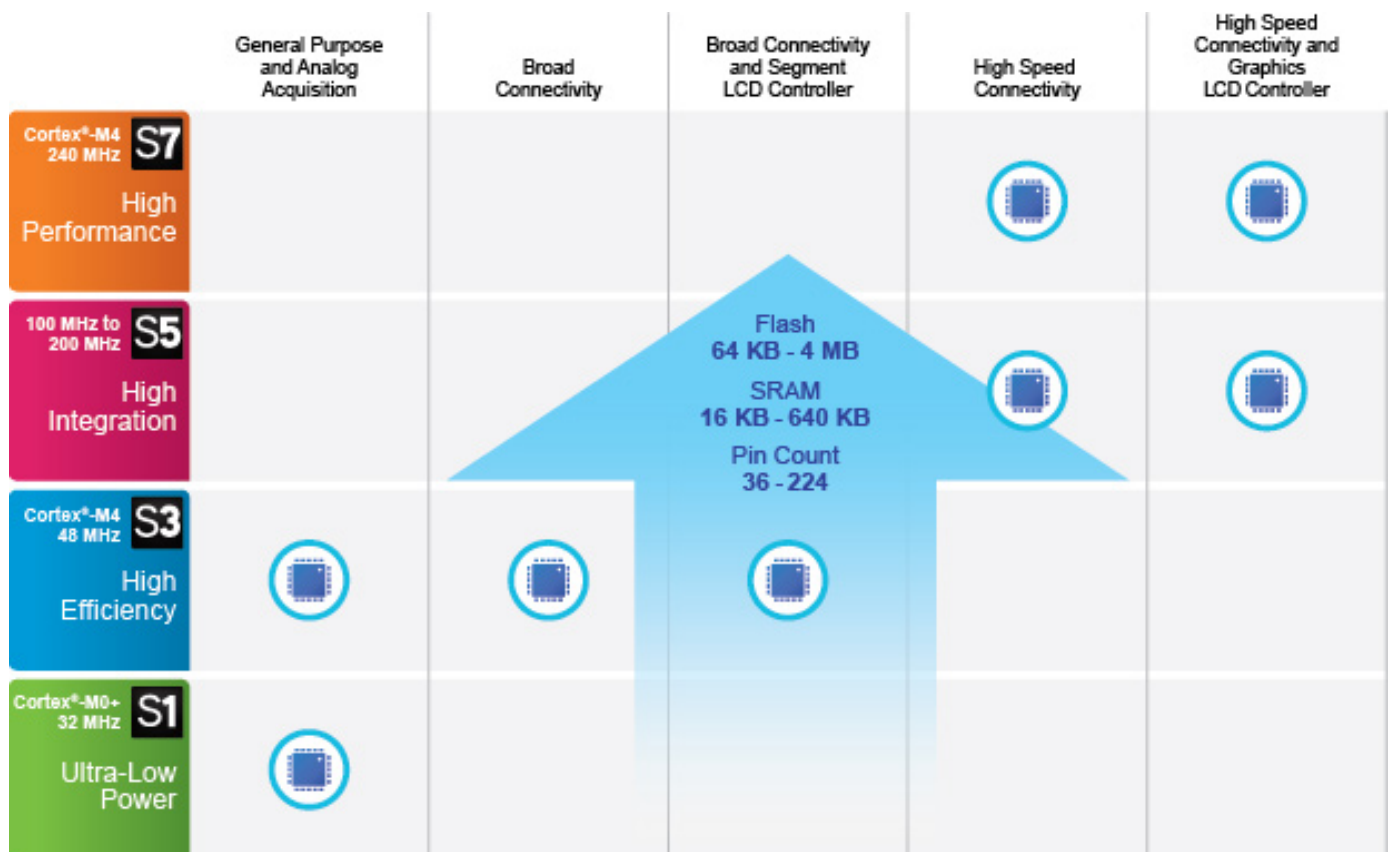 General Purpose
and Analog
Acquisition
Broad
Connectivity
Broad Connectivity
and Segment
LCD Controller
High Speed
Connectivity
High Speed
Connectivity and
Graphics
LCD Controller
Cortex®-M4
240 MHz
S7
High
Performance
100 MHz to
200 MHz
S5
High
Integration
Flash
64 KB - 4 MB
SRAM
16 KB - 640 KB
Pin Count
36 - 224
Cortex®-M4
48 MHz
S3
High
Efficiency
Cortex®-M0+
32 MHz
S1
Ultra-Low
Power